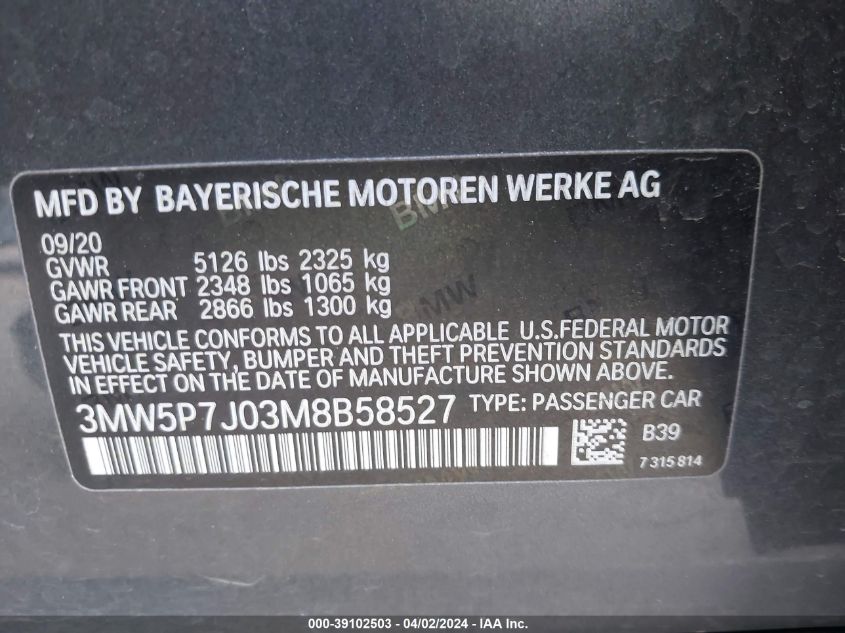 MFD BY BAYERISCHE MOTOREN WERKE AG
09/20
GVWR 5126 lbs 2325 kg
GAWR FRONT 2348 lbs 1065 kg
GAWR REAR 2866 lbs 1300 kg
THIS VEHICLE CONFORMS TO ALL APPLICABLE U.S.FEDERAL MOTOR
VEHICLE SAFETY, BUMPER AND THEFT PREVENTION STANDARDS
IN EFFECT ON THE DATE OF MANUFACTURE SHOWN ABOVE.
3MW5P7J03M8B58527 TYPE: PASSENGER CAR
B39
7315814
000-39102503 - 04/02/2024 - IAA Inc.